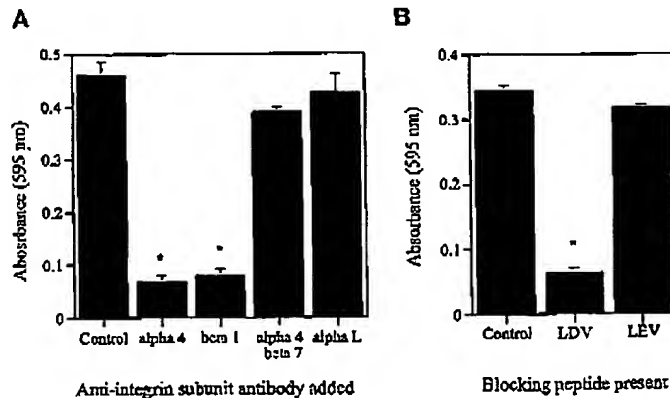 A
Abosrbance (595 nm)
0.5
0.4
0.3
0.2
0.1
0
*
*
Control
alpha 4
beta 1
alpha 4
beta 7
alpha L
Anti-integrin subunit antibody added
B
Absorbance (595 nm)
0.4
0.3
0.2
0.1
0
*
Control
LDV
LEV
Blocking peptide present